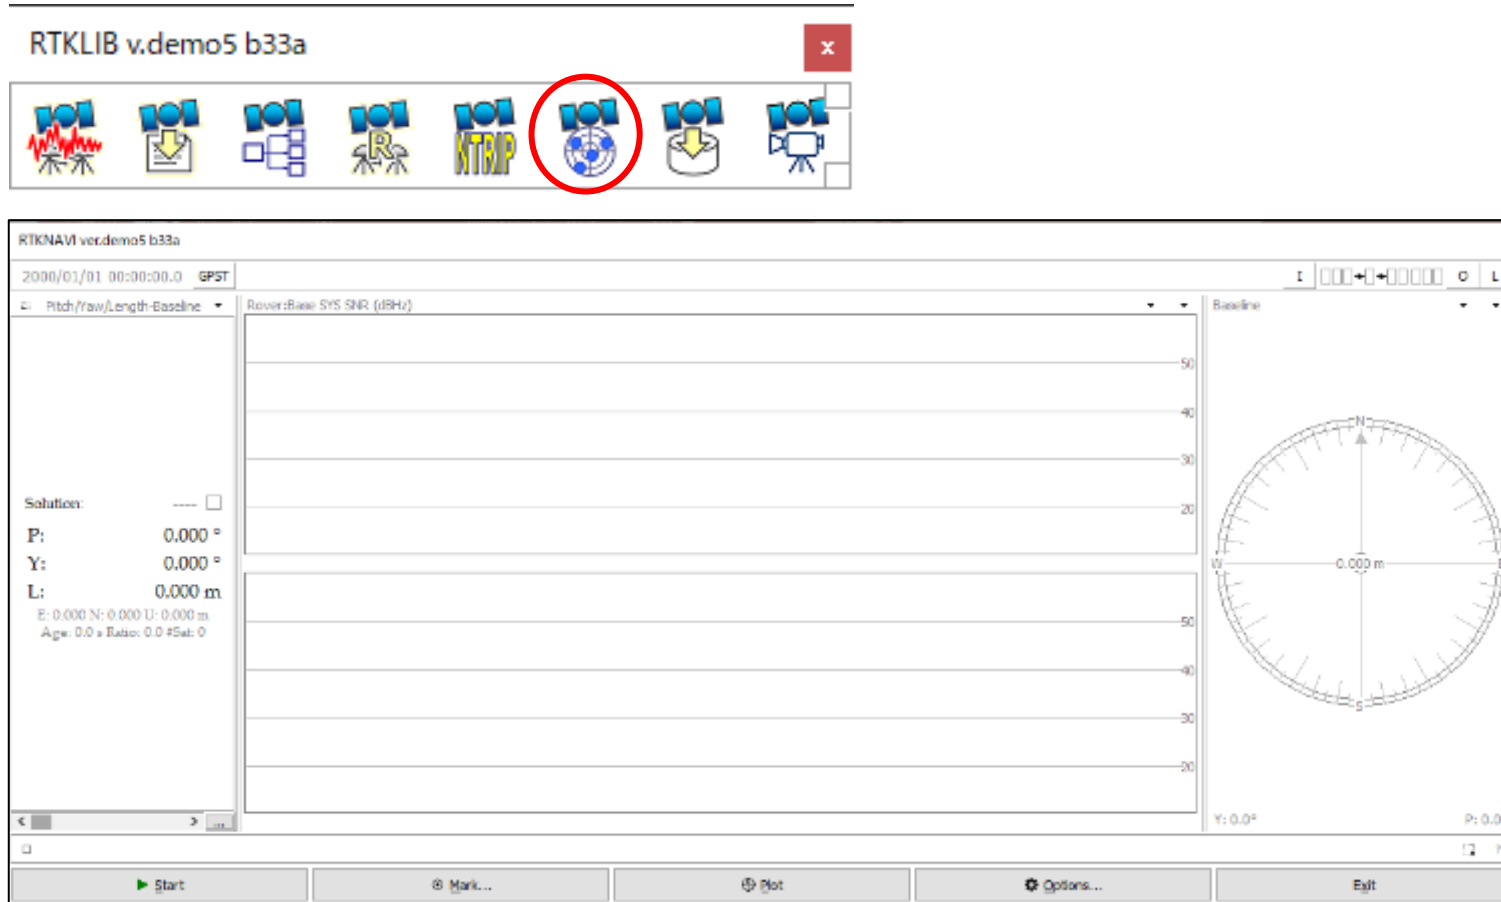 RTKLIB v.demo5 b33a
x
R
NTRIP
RTKNAVI ver.demo5 b33a
2000/01/01 00:00:00.0 GPST
I
O
L
Pitch/Yaw/Length-Baseline
Rover:Base SYS SNR (dBHz)
Baseline
50
40
30
20
N
W
S
0.000 m
Solution: ----
P: 0.000 °
Y: 0.000 °
L: 0.000 m
E: 0.000 N: 0.000 U: 0.000 m
Age: 0.0 s Ratio: 0.0 #Sat: 0
50
40
30
20
...
Y: 0.0°
P: 0.0
Start
Mark...
Plot
Options...
Exit